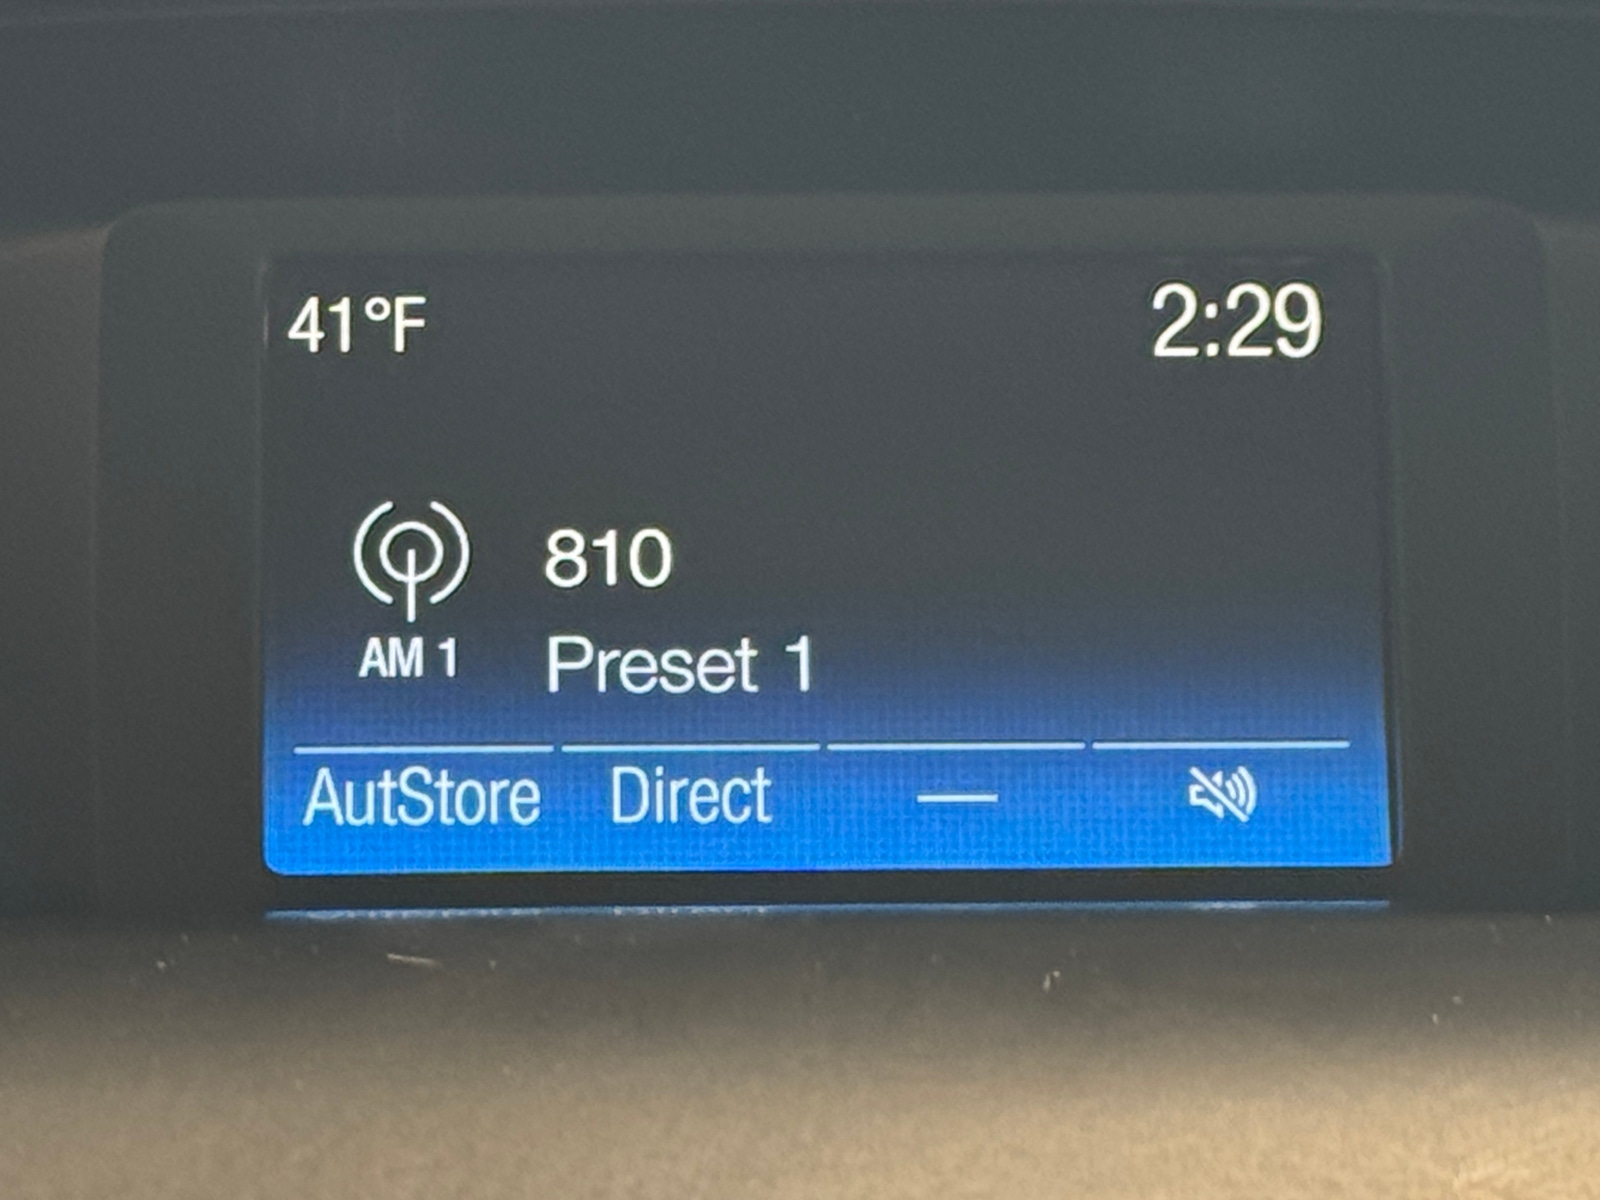 41°F 2:29
810
AM 1 Preset 1
AutStore Direct —